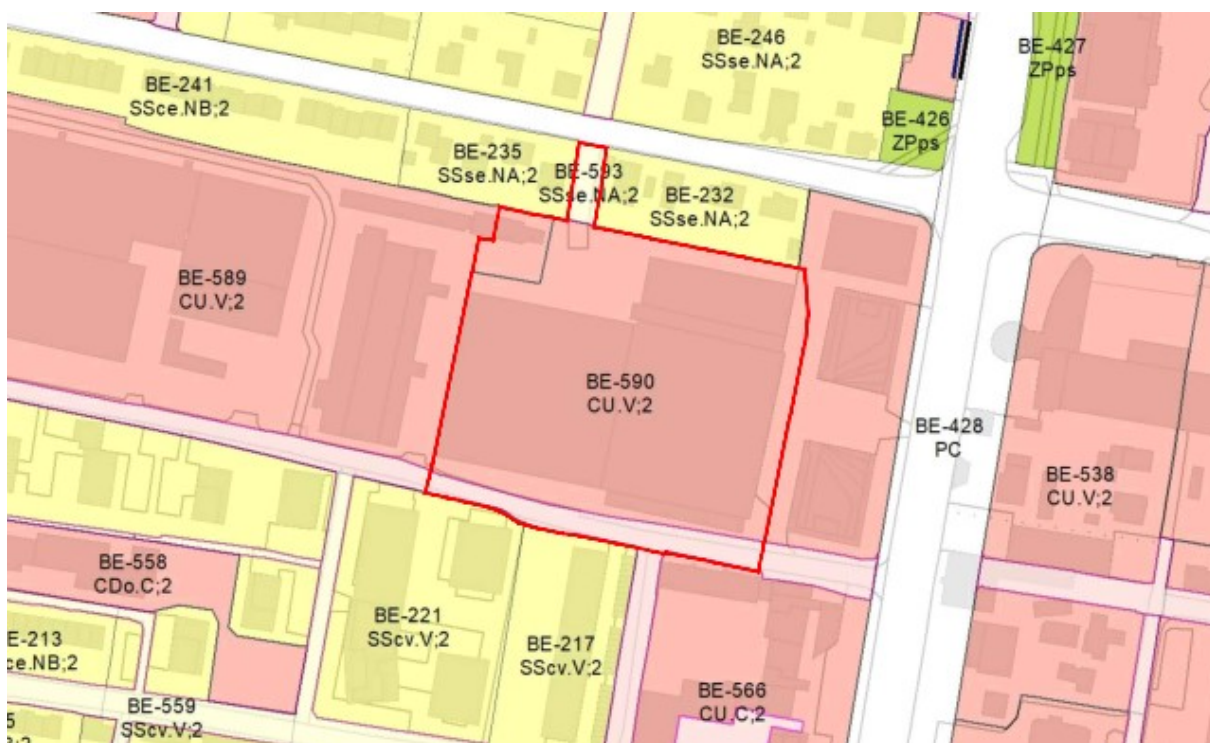 BE-246
SSse.NA;2
BE-427
ZPps
BE-241
SSce.NB;2
BE-426
ZPps
BE-235
SSse.NA;2
BE-593
SSse.NA;2
BE-232
SSse.NA;2
BE-589
CU.V;2
BE-590
CU.V;2
BE-428
PC
BE-538
CU.V;2
BE-558
CDo.C;2
BE-221
SScv.V;2
E-213
ce.NB;2
BE-217
SScv.V;2
BE-566
CU.C;2
BE-559
SScv.V;2